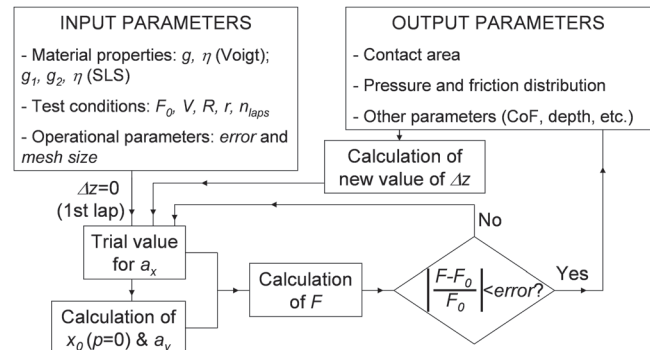 INPUT PARAMETERS
- Material properties: g, η (Voigt);
g₁, g₂, η (SLS)
- Test conditions: F₀, V, R, r, n_laps
- Operational parameters: error and
mesh size
OUTPUT PARAMETERS
- Contact area
- Pressure and friction distribution
- Other parameters (CoF, depth, etc.)
Calculation of
new value of Δz
Δz=0
(1st lap)
Trial value
for aₓ
Calculation of
x₀ (p=0) & a_y
Calculation
of F
|F-F₀
F₀|<error?
No
Yes